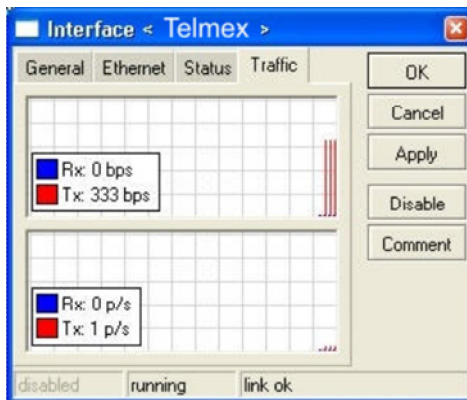 Interface < Telmex >
General Ethernet Status Traffic
OK
Cancel
Apply
Disable
Comment
Rx: 0 bps
Tx: 333 bps
Rx: 0 p/s
Tx: 1 p/s
disabled running link ok